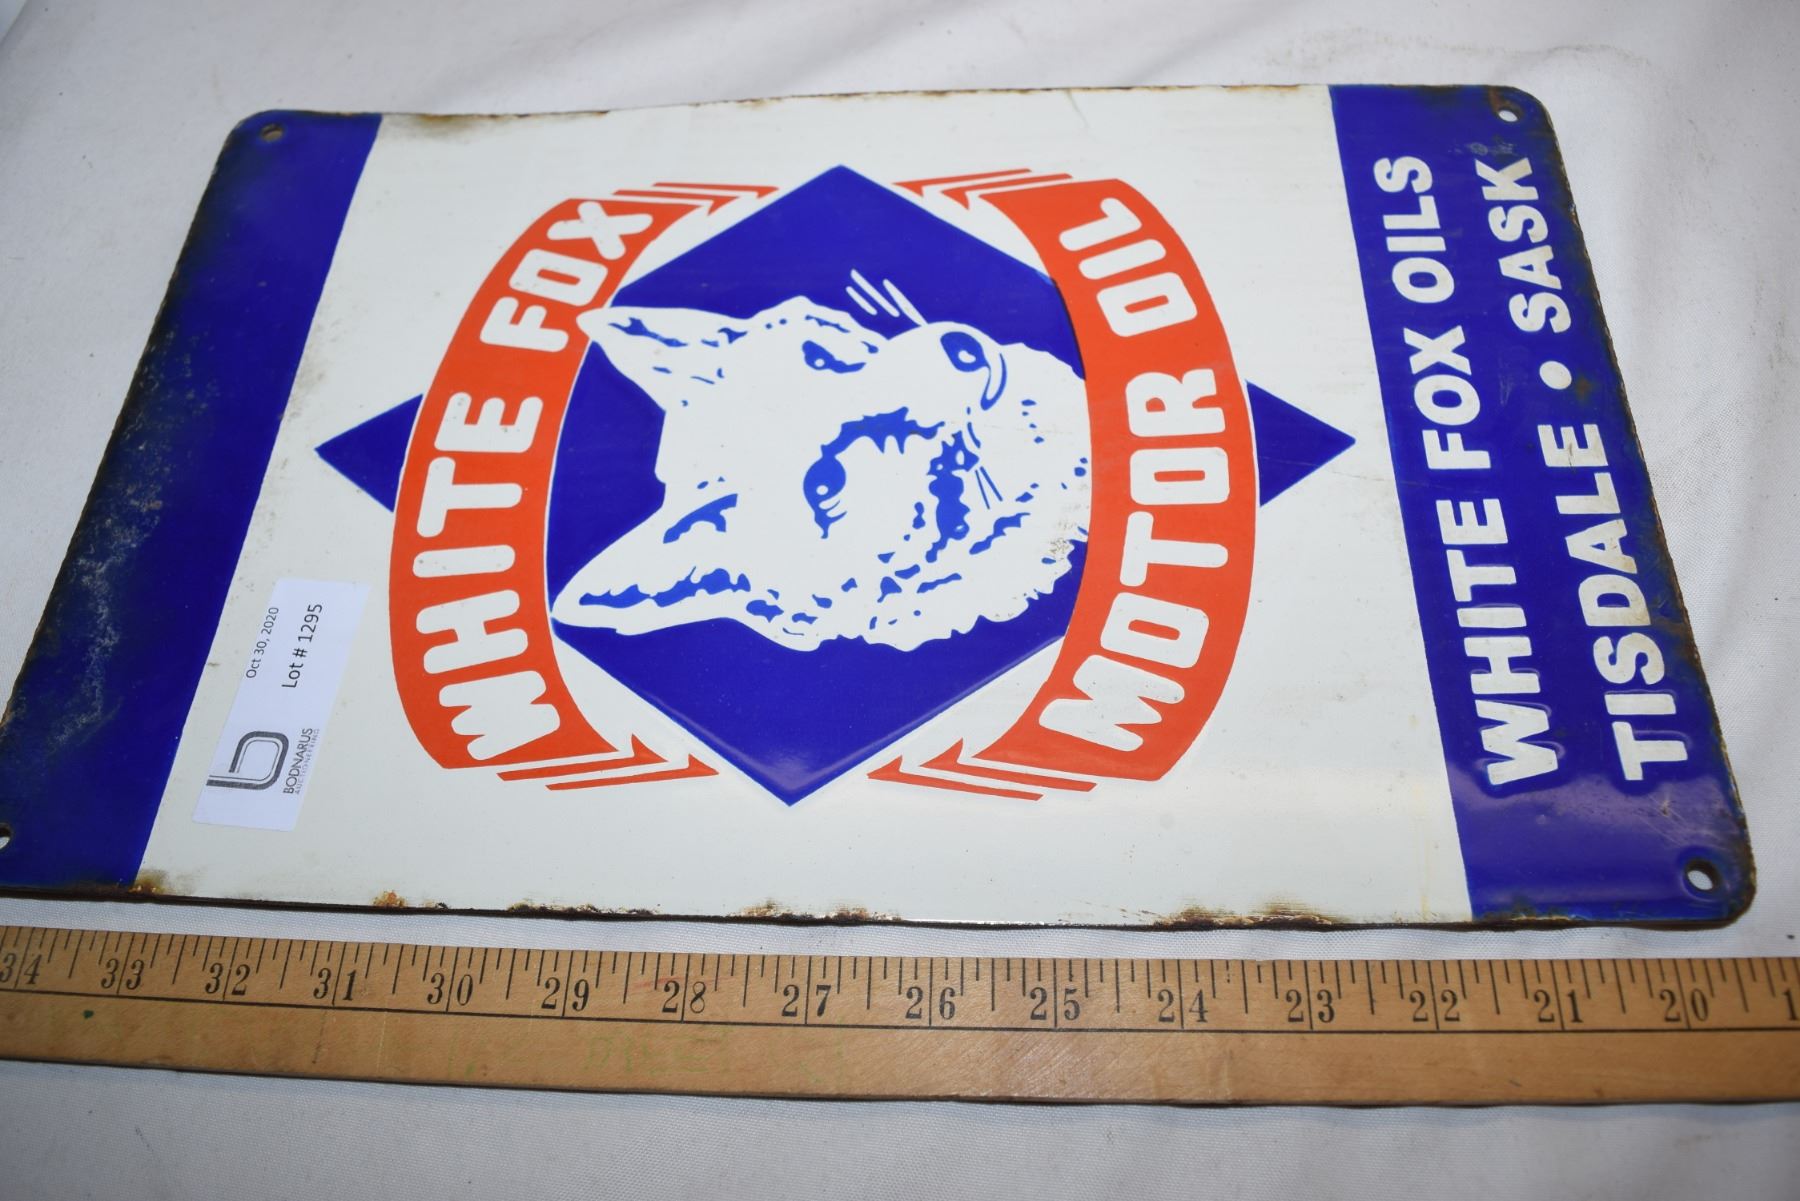 WHITE FOX
MOTOR OIL
WHITE FOX OILS
TISDALE • SASK
BODNARUS
AUCTIONEERING
Oct 30, 2020
Lot # 1295
34 33 32 31 30 29 28 27 26 25 24 23 22 21 20